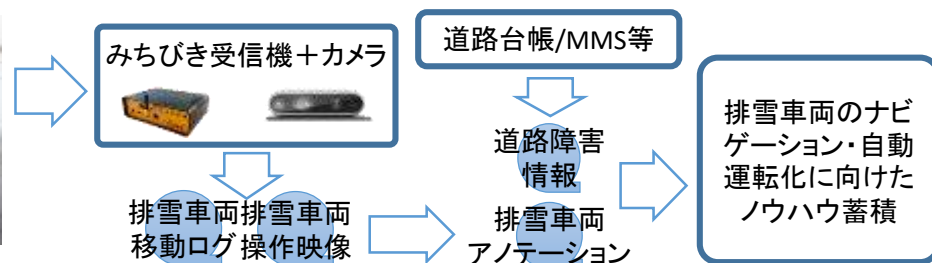 みちびき受信機＋カメラ
道路台帳/MMS等
道路障害
情報
排雪車両
移動ログ
排雪車両
操作映像
排雪車両
アノテーション
排雪車両のナビ
ゲーション・自動
運転化に向けた
ノウハウ蓄積